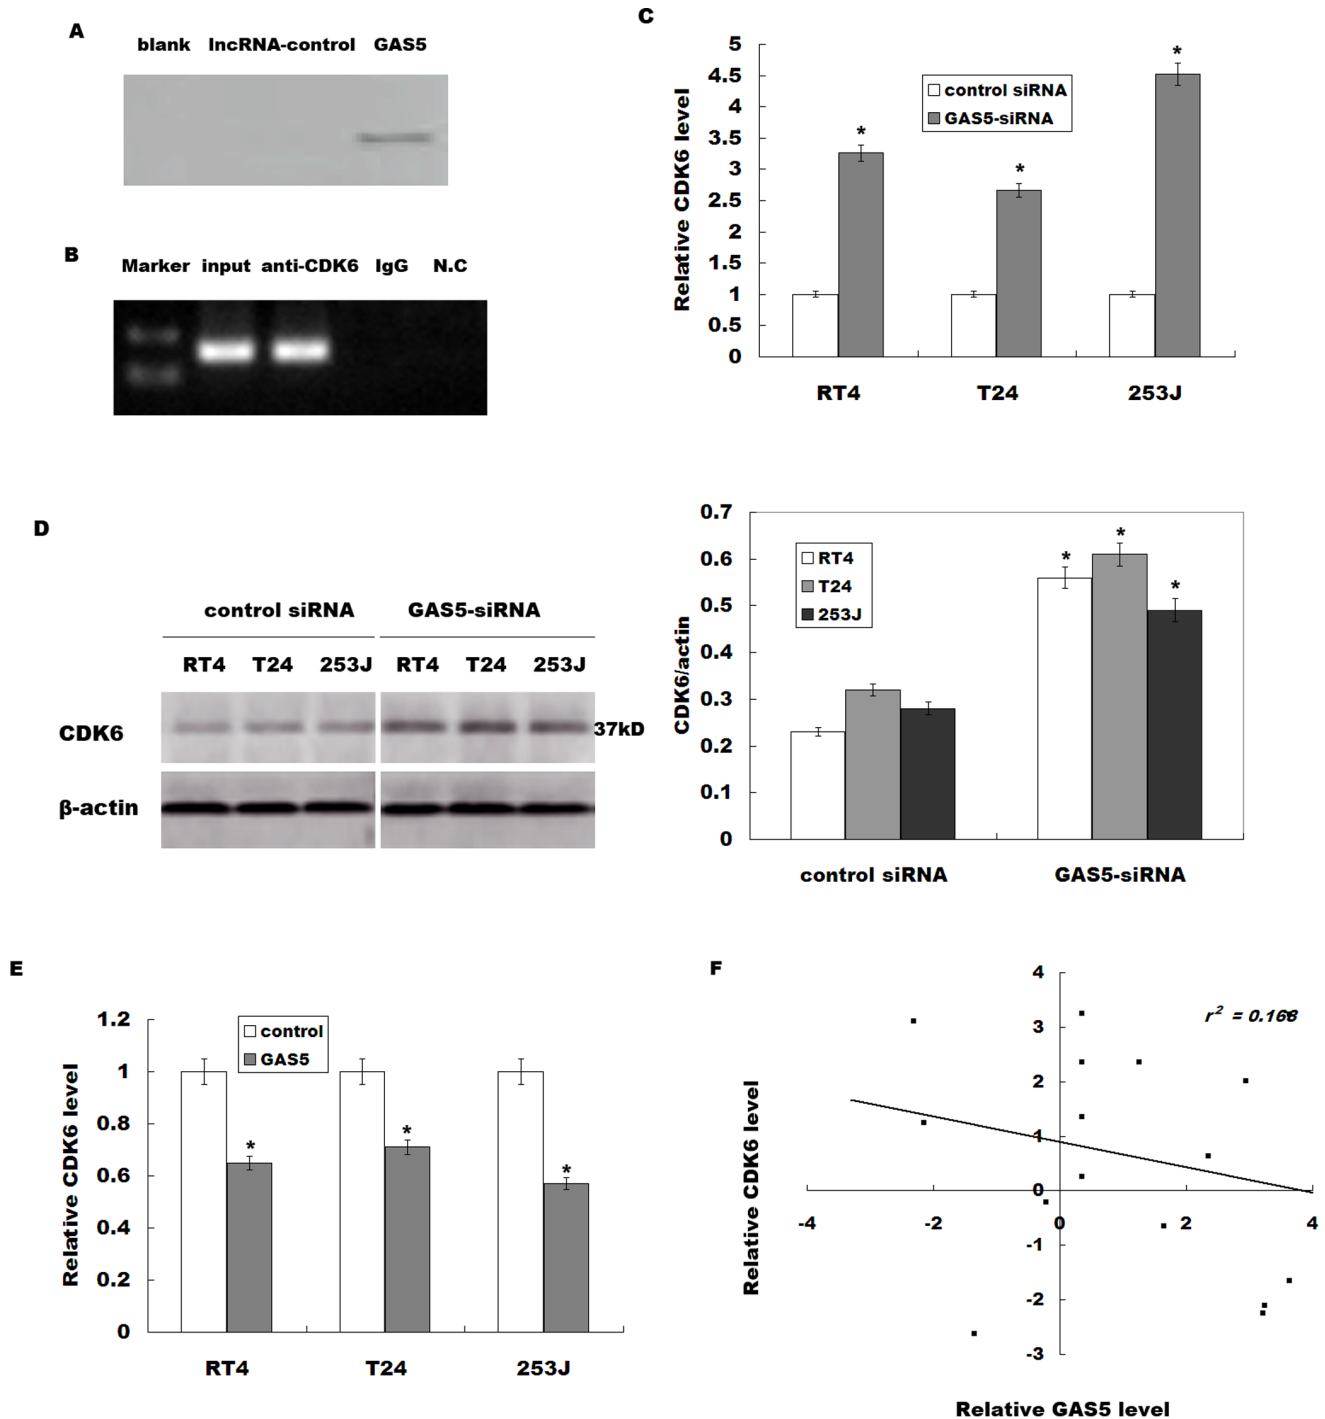 A
blank lncRNA-control GAS5
B
Marker input anti-CDK6 IgG N.C
C
Relative CDK6 level
5
4.5
4
3.5
3
2.5
2
1.5
1
0.5
0
control siRNA
GAS5-siRNA
*
*
*
RT4 T24 253J
D
control siRNA GAS5-siRNA
RT4 T24 253J RT4 T24 253J
CDK6
37kD
β-actin
CDK6/actin
0.7
0.6
0.5
0.4
0.3
0.2
0.1
0
RT4
T24
253J
* * *
control siRNA GAS5-siRNA
E
Relative CDK6 level
1.2
1
0.8
0.6
0.4
0.2
0
control
GAS5
* * *
RT4 T24 253J
F
Relative CDK6 level
4
3
2
1
0
-1
-2
-3
r² = 0.168
-4 -2 0 2 4
Relative GAS5 level